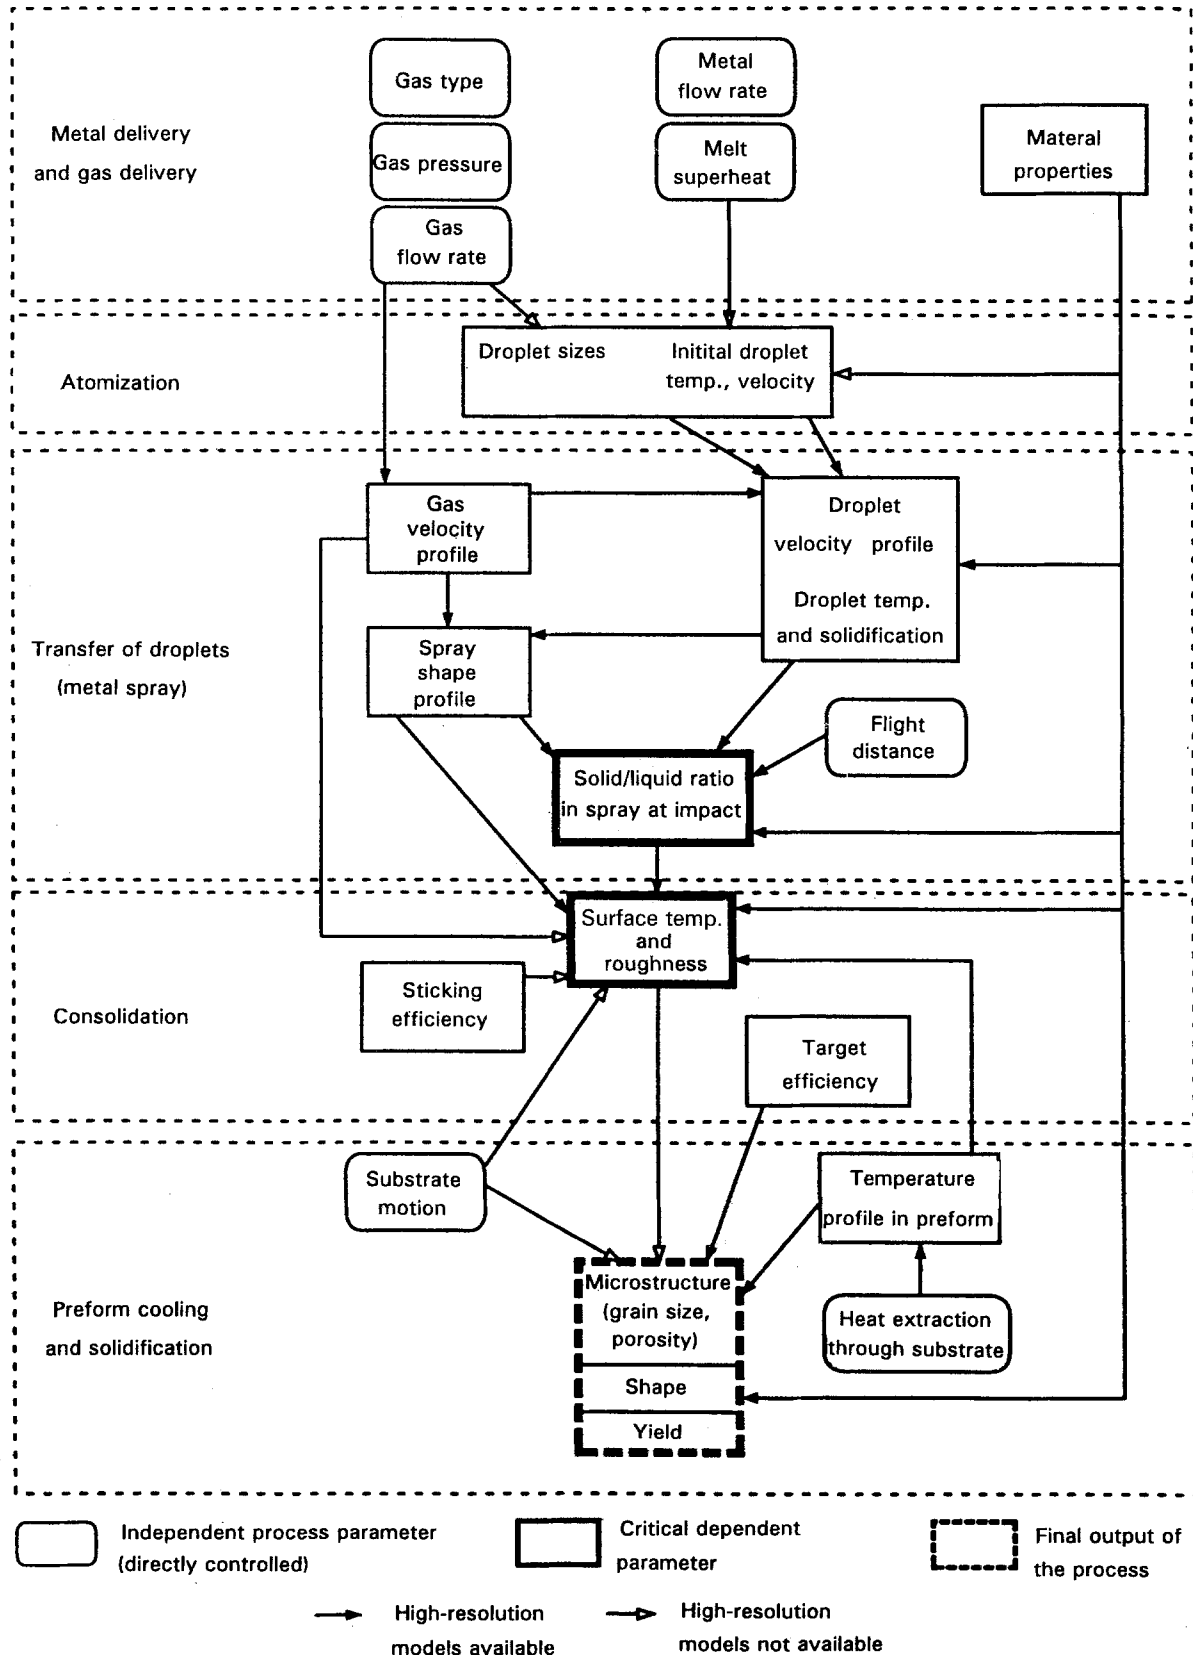 Metal delivery
and gas delivery
Gas type
Gas pressure
Gas
flow rate
Metal
flow rate
Melt
superheat
Materal
properties
Atomization
Droplet sizes
Initital droplet
temp., velocity
Transfer of droplets
(metal spray)
Gas
velocity
profile
Droplet
velocity profile
Droplet temp.
and solidification
Spray
shape
profile
Flight
distance
Solid/liquid ratio
in spray at impact
Consolidation
Surface temp.
and
roughness
Sticking
efficiency
Target
efficiency
Preform cooling
and solidification
Substrate
motion
Temperature
profile in preform
Microstructure
(grain size,
porosity)
Shape
Yield
Heat extraction
through substrate
Independent process parameter
(directly controlled)
Critical dependent
parameter
Final output of
the process
High-resolution
models available
High-resolution
models not available